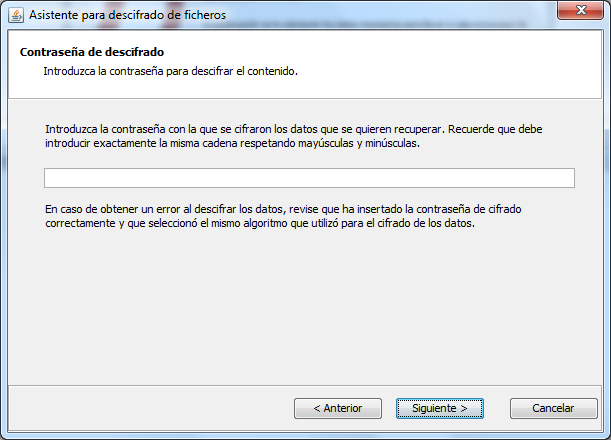 Asistente para descifrado de ficheros
Contraseña de descifrado
Introduzca la contraseña para descifrar el contenido.
Introduzca la contraseña con la que se cifraron los datos que se quieren recuperar. Recuerde que debe
introducir exactamente la misma cadena respetando mayúsculas y minúsculas.
En caso de obtener un error al descifrar los datos, revise que ha insertado la contraseña de cifrado
correctamente y que seleccionó el mismo algoritmo que utilizó para el cifrado de los datos.
< Anterior
Siguiente >
Cancelar